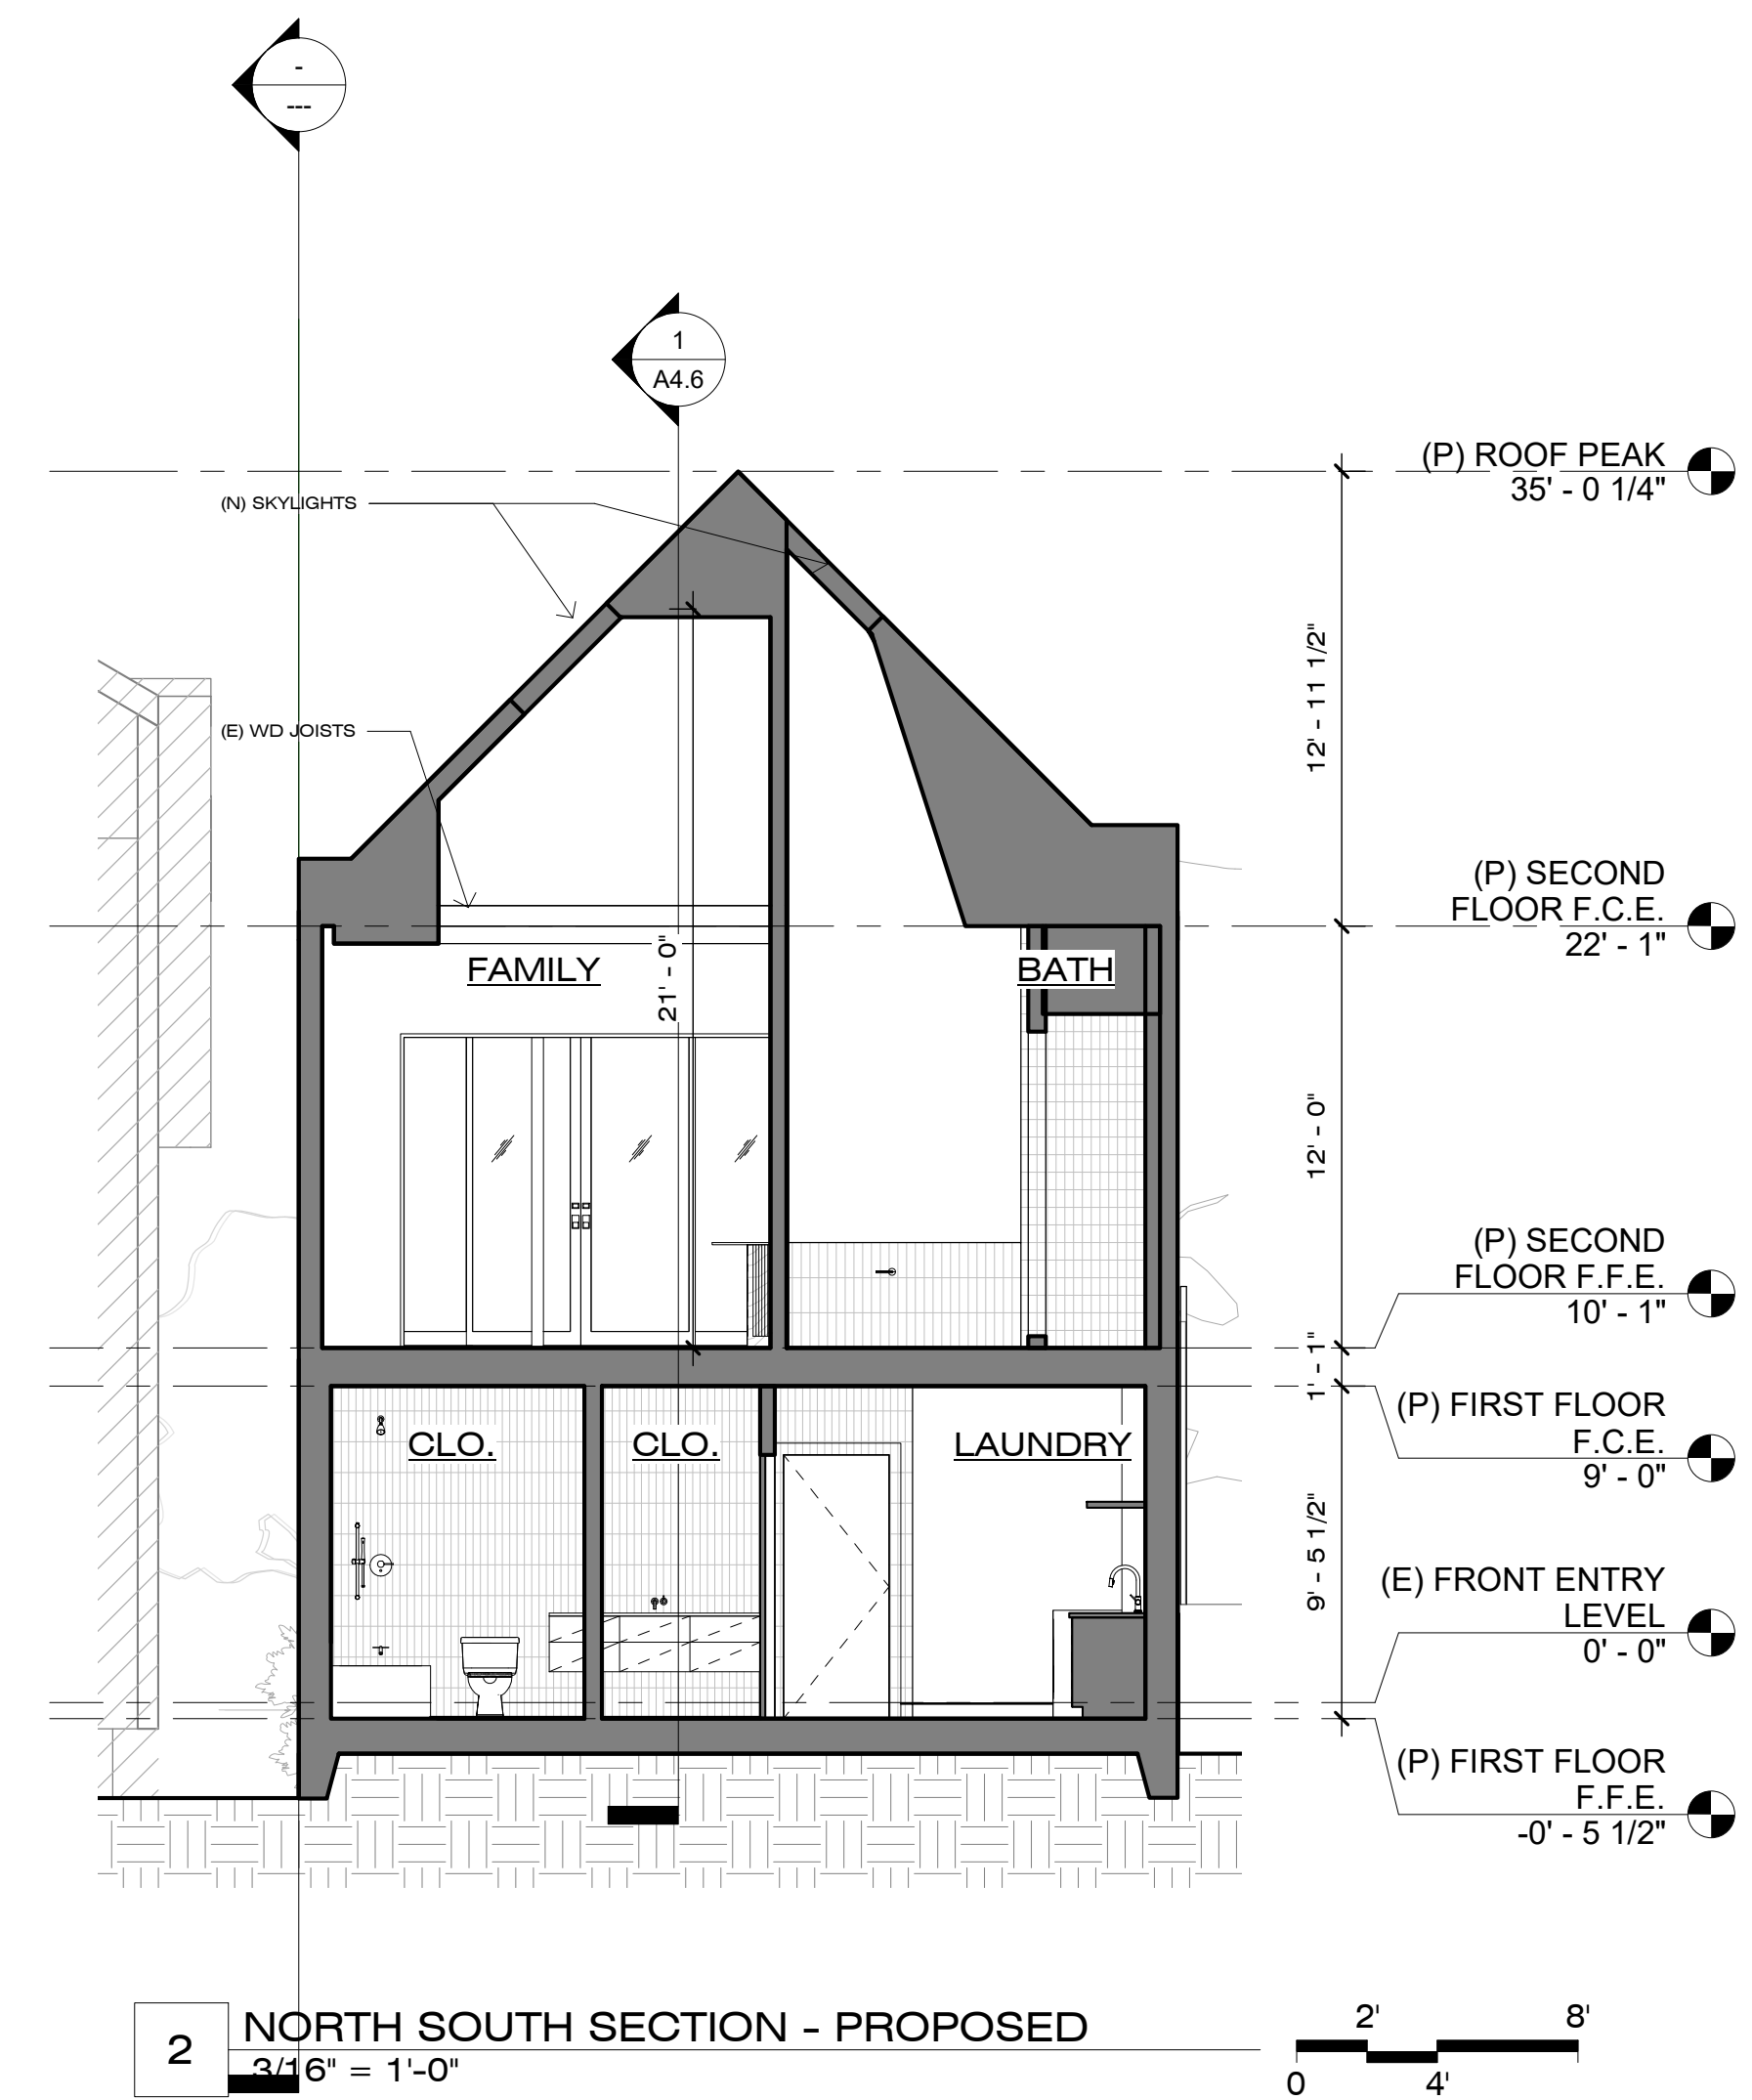 -
---
1
A4.6
(P) ROOF PEAK
35' - 0 1/4"
(N) SKYLIGHTS
12' - 11 1/2"
(E) WD JOISTS
(P) SECOND
FLOOR F.C.E.
22' - 1"
FAMILY
21' - 0"
BATH
12' - 0"
(P) SECOND
FLOOR F.F.E.
10' - 1"
1' - 1"
(P) FIRST FLOOR
F.C.E.
9' - 0"
CLO.
CLO.
LAUNDRY
9' - 5 1/2"
(E) FRONT ENTRY
LEVEL
0' - 0"
(P) FIRST FLOOR
F.F.E.
-0' - 5 1/2"
2
NORTH SOUTH SECTION - PROPOSED
3/16" = 1'-0"
2'
8'
0
4'